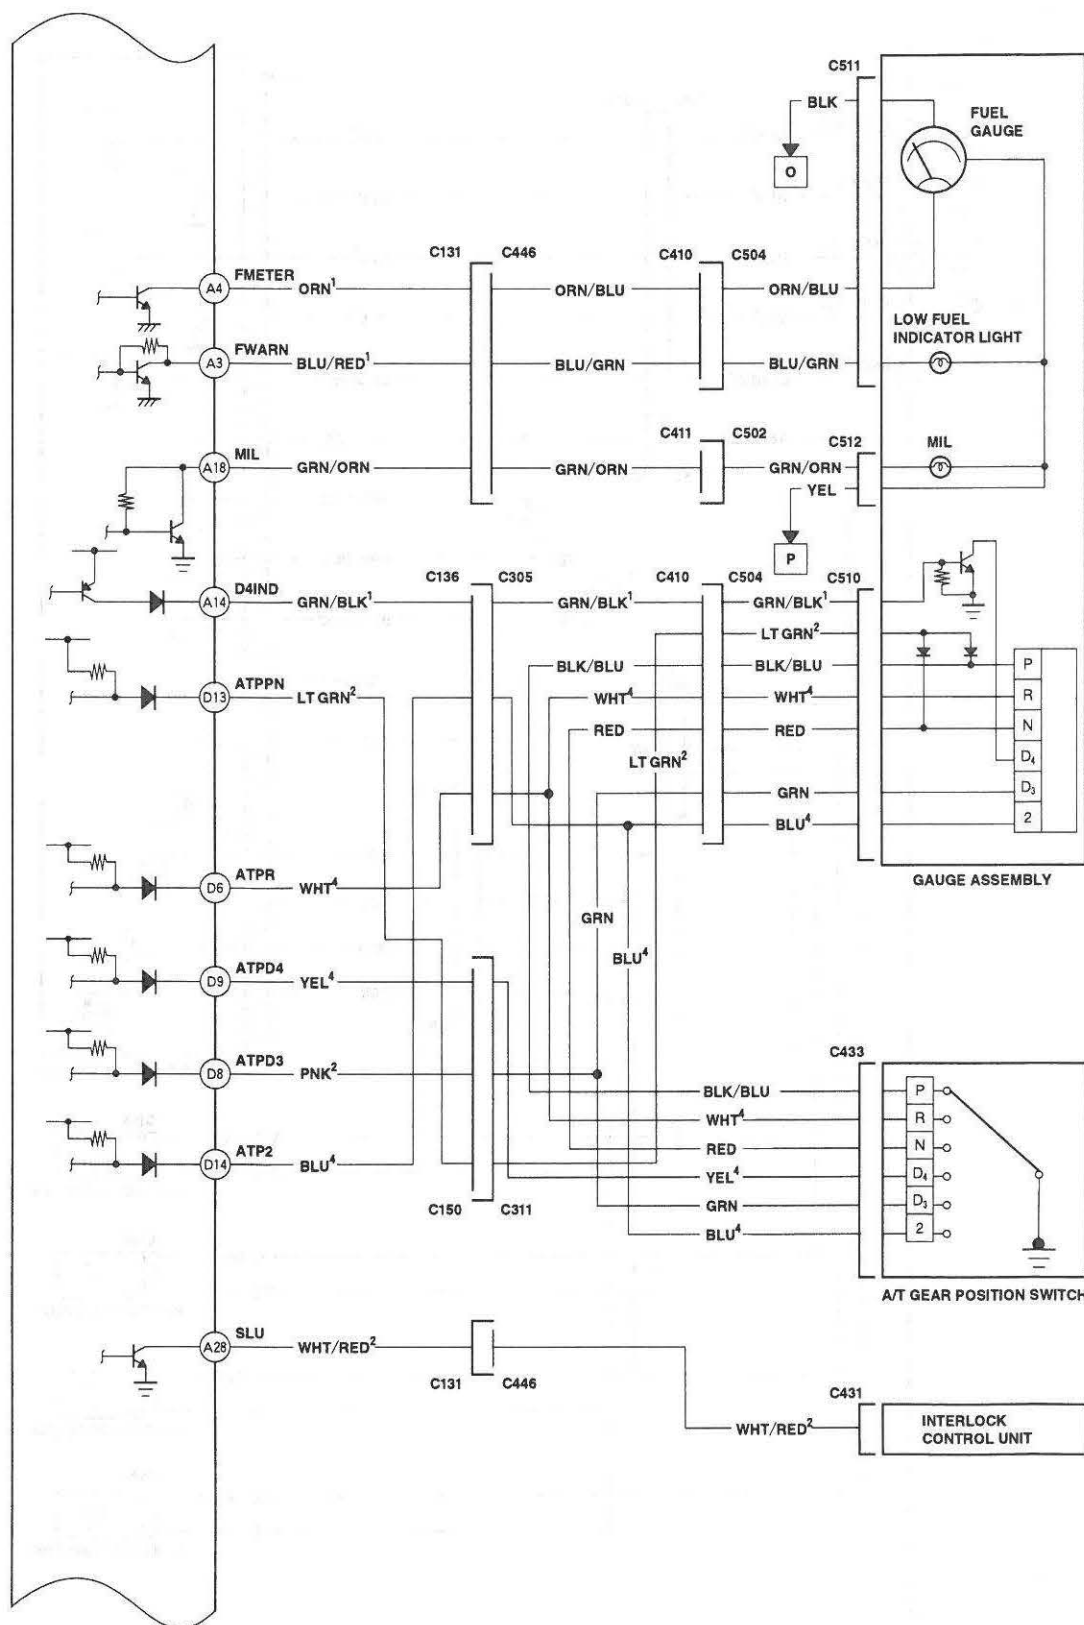 C511
BLK
FUEL
GAUGE
O
C131 C446 C410 C504
A4 FMETER ORN¹ ORN/BLU ORN/BLU
LOW FUEL
INDICATOR LIGHT
A3 FWARN BLU/RED¹ BLU/GRN BLU/GRN
C411 C502 C512
A18 MIL GRN/ORN GRN/ORN GRN/ORN MIL
YEL
P
C136 C305 C410 C504 C510
A14 D4IND GRN/BLK¹ GRN/BLK¹ GRN/BLK¹
LT GRN²
BLK/BLU BLK/BLU P
D13 ATPPN LT GRN² WHT⁴ WHT⁴ R
RED RED N
LT GRN²
D₄
GRN D₃
BLU⁴ 2
GAUGE ASSEMBLY
D6 ATPR WHT⁴
GRN
BLU⁴
D9 ATPD4 YEL⁴
C433
D8 ATPD3 PNK²
BLK/BLU P
WHT⁴ R
RED N
D14 ATP2 BLU⁴
YEL⁴ D₄
C150 C311 GRN D₃
BLU⁴ 2
A/T GEAR POSITION SWITCH
A28 SLU WHT/RED²
C131 C446
C431
WHT/RED² INTERLOCK
CONTROL UNIT